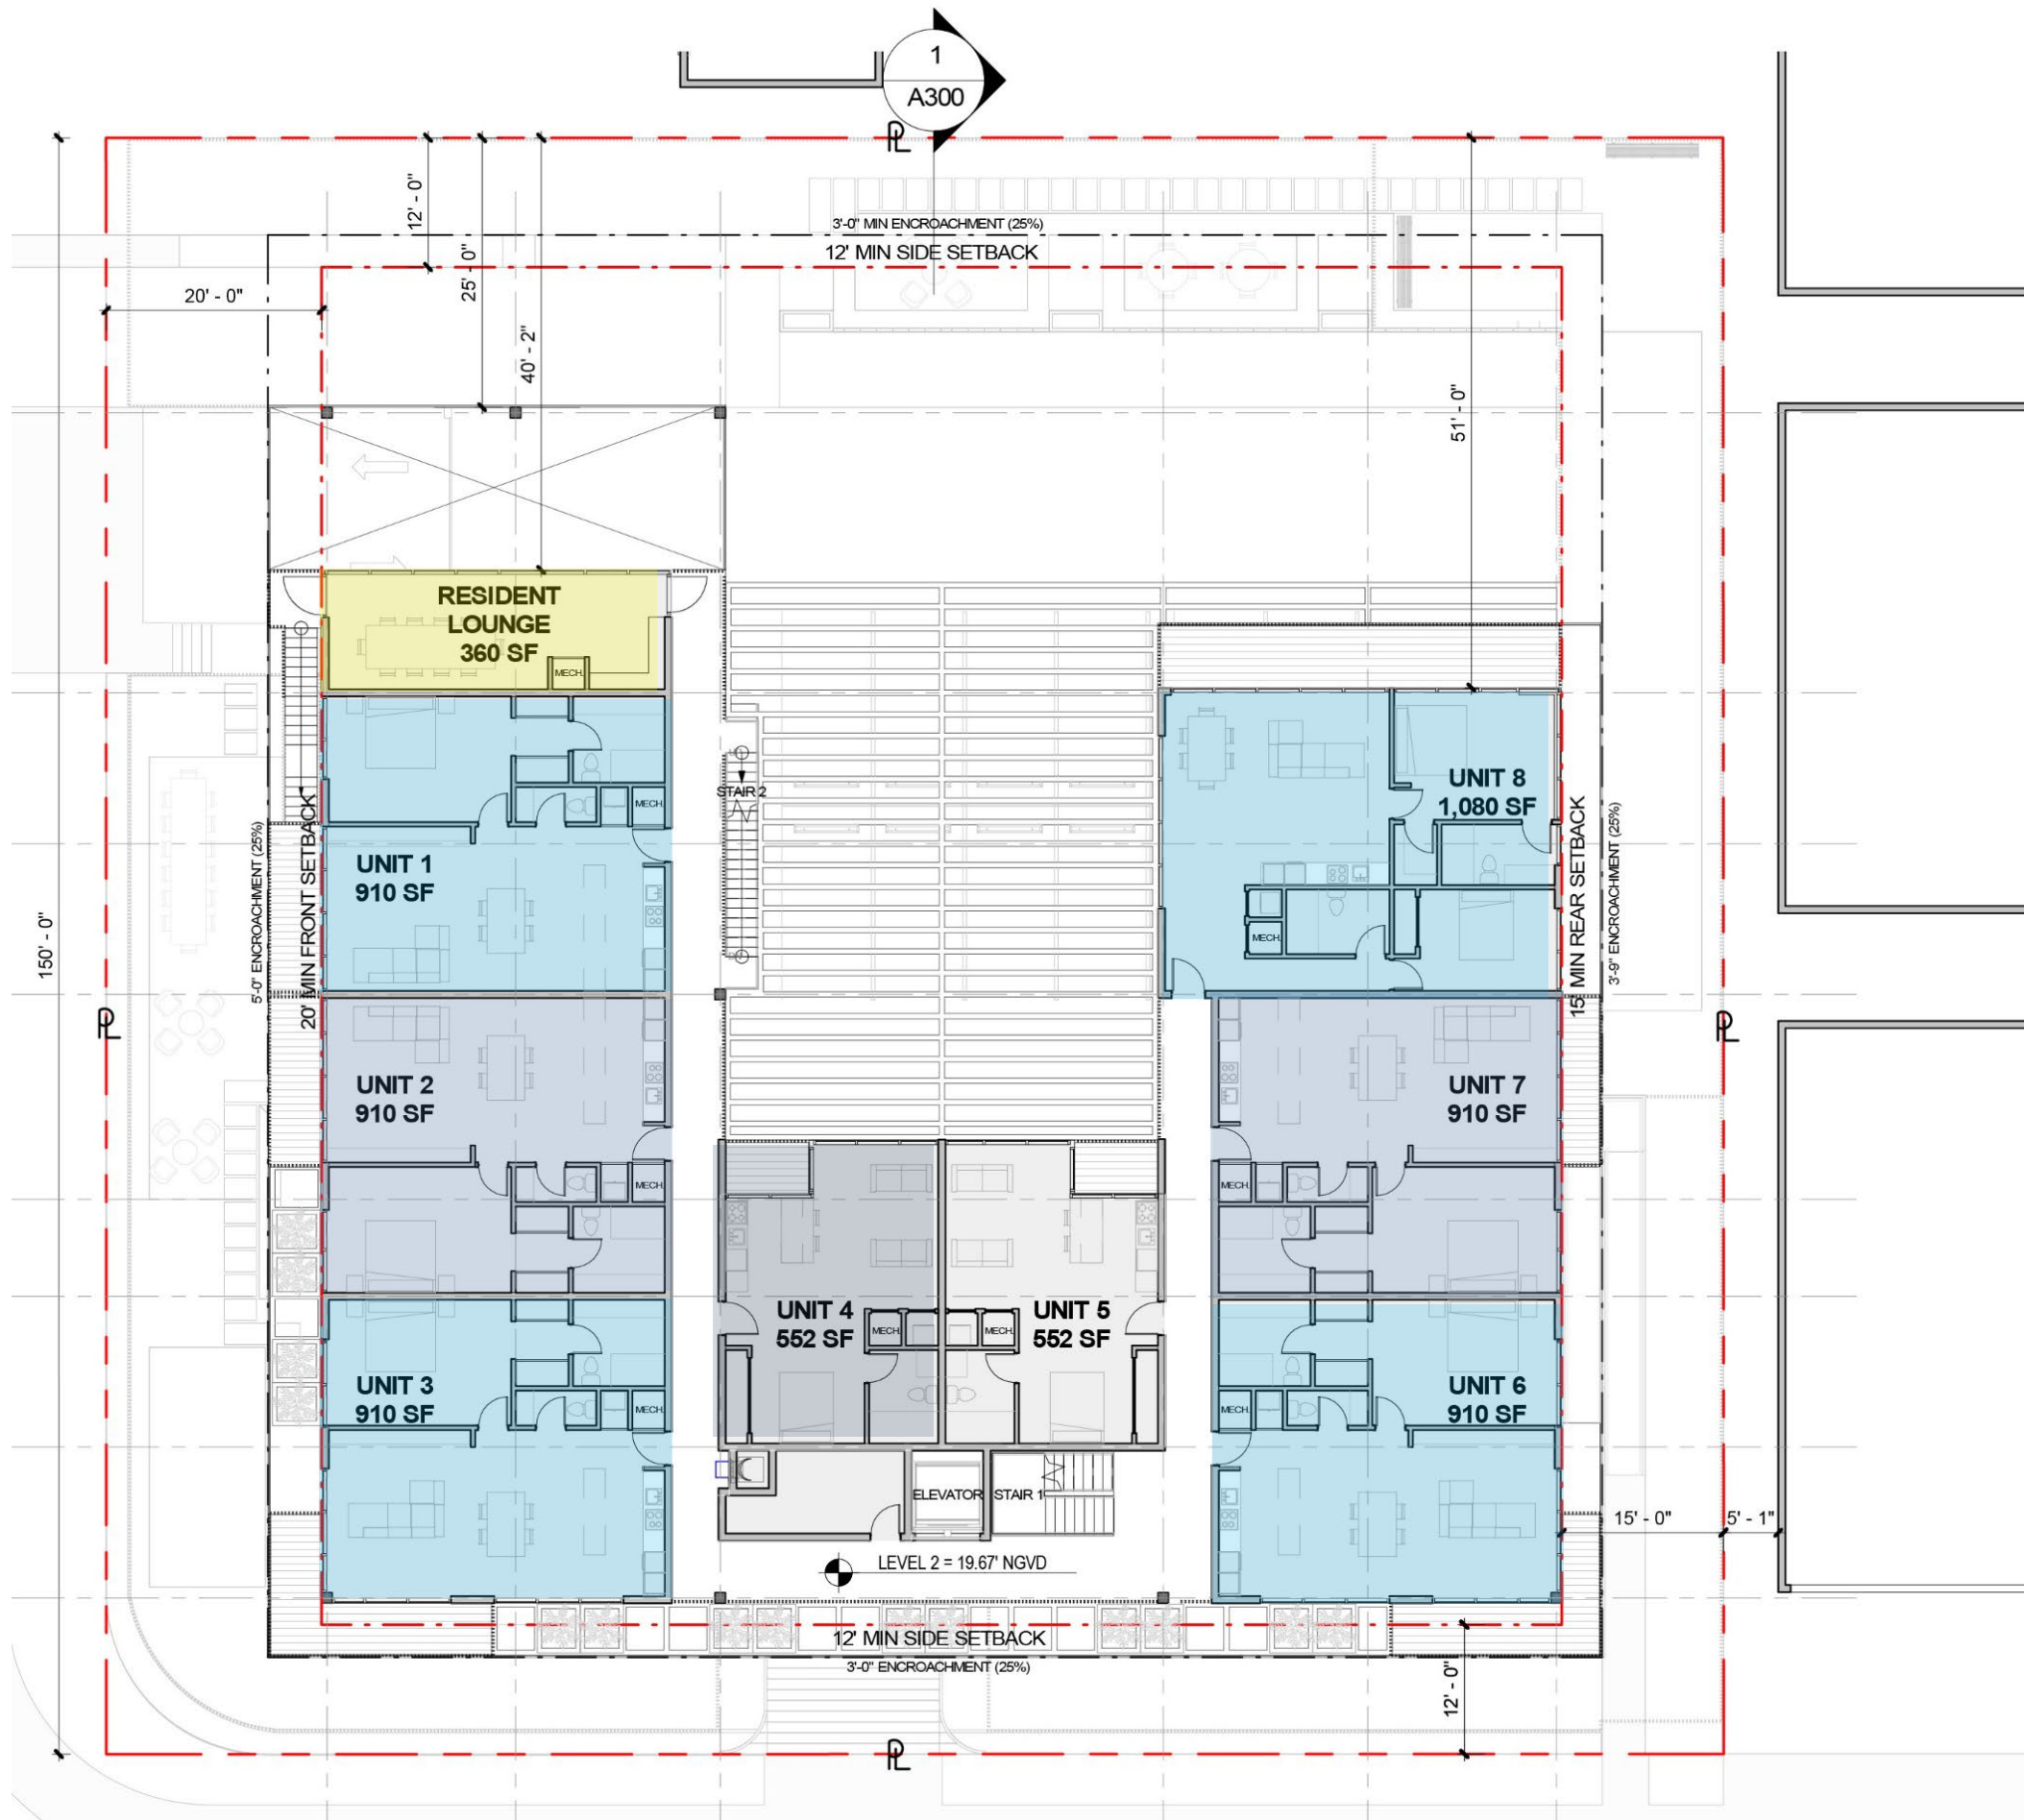 1
A300
PL
12' - 0"
25' - 0"
40' - 2"
20' - 0"
51' - 0"
3'-0" MIN ENCROACHMENT (25%)
12' MIN SIDE SETBACK
RESIDENT
LOUNGE
360 SF
MECH.
STAIR 2
MECH.
UNIT 1
910 SF
UNIT 8
1,080 SF
MECH.
5'-0" ENCROACHMENT (25%)
20' MIN FRONT SETBACK
15' MIN REAR SETBACK
3'-9" ENCROACHMENT (25%)
150' - 0"
PL
PL
UNIT 2
910 SF
MECH.
UNIT 7
910 SF
MECH.
UNIT 4
552 SF
MECH.
UNIT 5
552 SF
MECH.
UNIT 3
910 SF
MECH.
UNIT 6
910 SF
MECH.
ELEVATOR
STAIR 1
15' - 0"
5' - 1"
LEVEL 2 = 19.67' NGVD
12' MIN SIDE SETBACK
3'-0" ENCROACHMENT (25%)
12' - 0"
PL